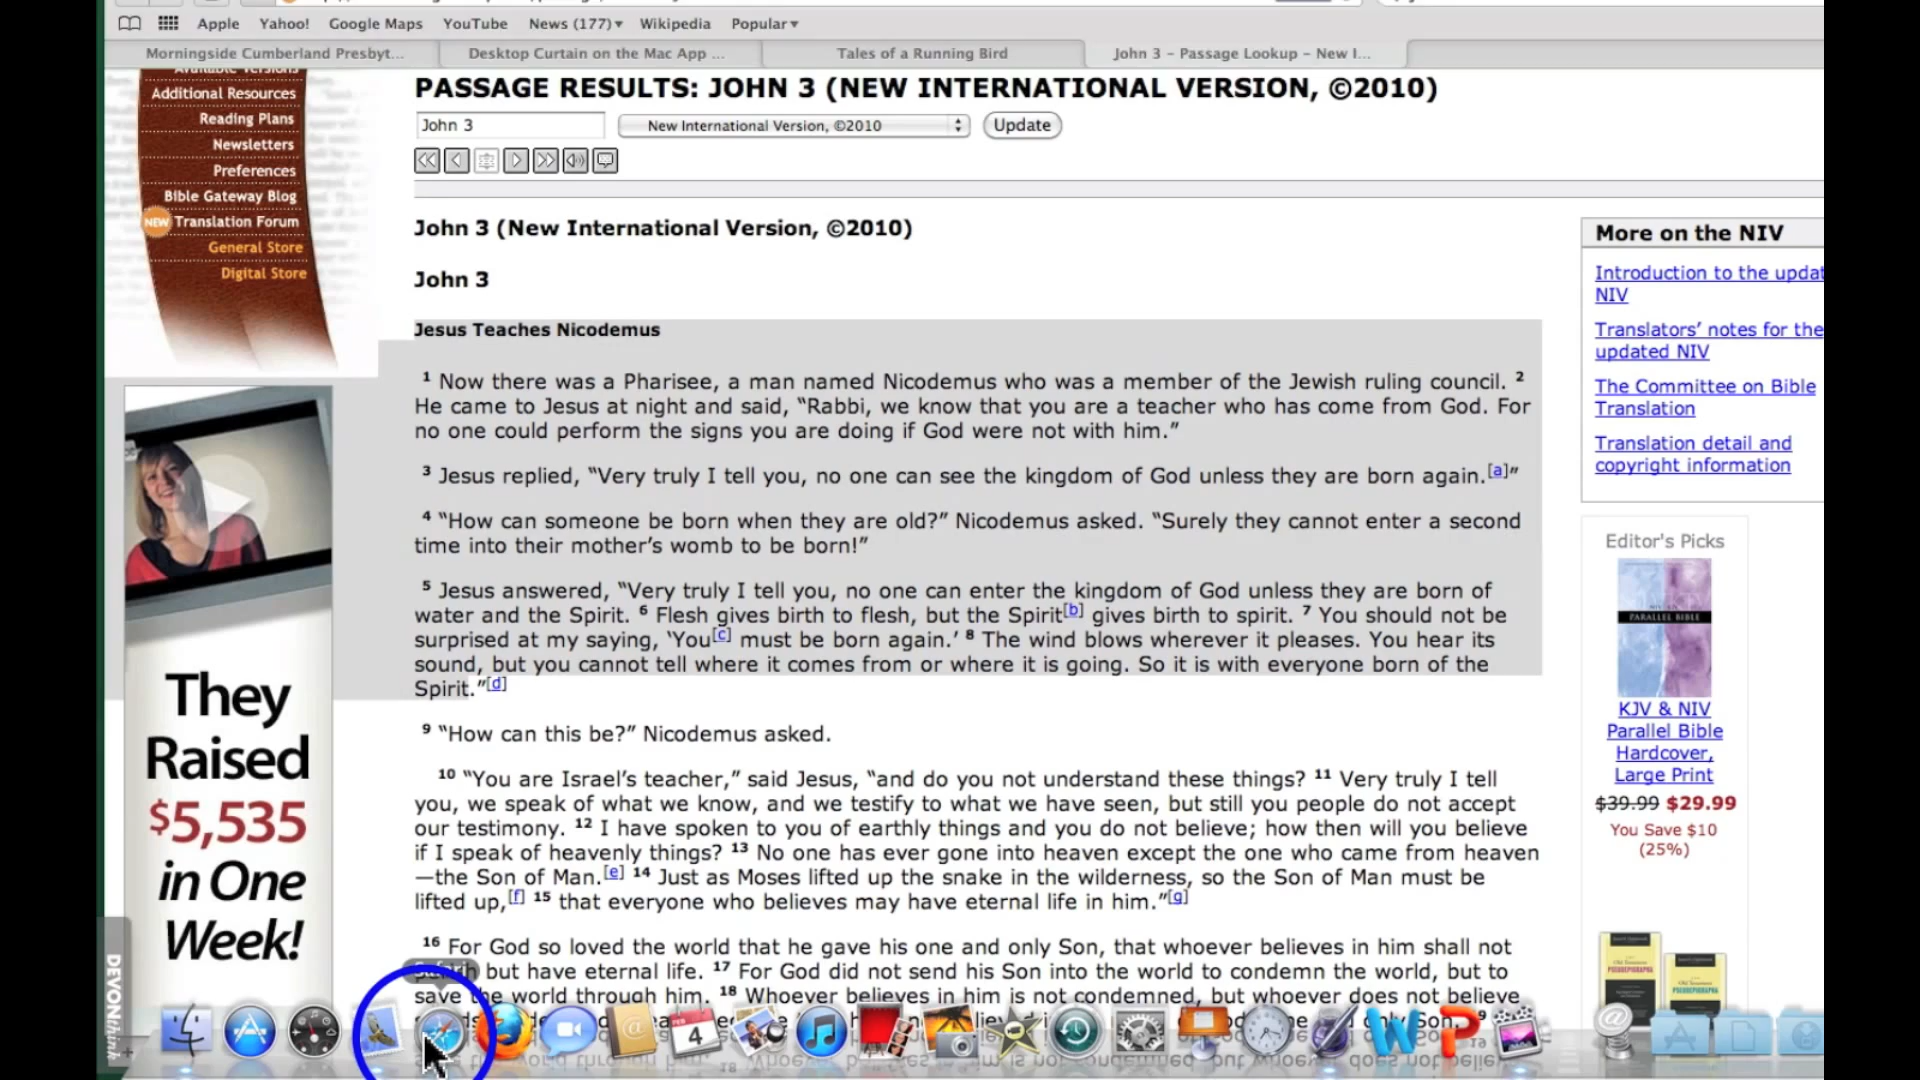 Apple Yahoo! Google Maps YouTube News (177)▾ Wikipedia Popular▾
Morningside Cumberland Presbyt... Desktop Curtain on the Mac App ... Tales of a Running Bird John 3 – Passage Lookup – New I...
Available Versions
Additional Resources
Reading Plans
Newsletters
Preferences
Bible Gateway Blog
NEW Translation Forum
General Store
Digital Store
They
Raised
$5,535
in One
Week!
DEVONthink
PASSAGE RESULTS: JOHN 3 (NEW INTERNATIONAL VERSION, ©2010)
John 3 New International Version, ©2010 Update
John 3 (New International Version, ©2010)
John 3
Jesus Teaches Nicodemus
1 Now there was a Pharisee, a man named Nicodemus who was a member of the Jewish ruling council. 2
He came to Jesus at night and said, “Rabbi, we know that you are a teacher who has come from God. For
no one could perform the signs you are doing if God were not with him.”
3 Jesus replied, “Very truly I tell you, no one can see the kingdom of God unless they are born again.[a]”
4 “How can someone be born when they are old?” Nicodemus asked. “Surely they cannot enter a second
time into their mother’s womb to be born!”
5 Jesus answered, “Very truly I tell you, no one can enter the kingdom of God unless they are born of
water and the Spirit. 6 Flesh gives birth to flesh, but the Spirit[b] gives birth to spirit. 7 You should not be
surprised at my saying, ‘You[c] must be born again.’ 8 The wind blows wherever it pleases. You hear its
sound, but you cannot tell where it comes from or where it is going. So it is with everyone born of the
Spirit.”[d]
9 “How can this be?” Nicodemus asked.
10 “You are Israel’s teacher,” said Jesus, “and do you not understand these things? 11 Very truly I tell
you, we speak of what we know, and we testify to what we have seen, but still you people do not accept
our testimony. 12 I have spoken to you of earthly things and you do not believe; how then will you believe
if I speak of heavenly things? 13 No one has ever gone into heaven except the one who came from heaven
—the Son of Man.[e] 14 Just as Moses lifted up the snake in the wilderness, so the Son of Man must be
lifted up,[f] 15 that everyone who believes may have eternal life in him.”[g]
16 For God so loved the world that he gave his one and only Son, that whoever believes in him shall not
but have eternal life. 17 For God did not send his Son into the world to condemn the world, but to
save the world through him. 18 Whoever believes in him is not condemned, but whoever does not believe
only Son.
FEB
4
More on the NIV
Introduction to the updat
NIV
Translators’ notes for the
updated NIV
The Committee on Bible
Translation
Translation detail and
copyright information
Editor's Picks
PARALLEL BIBLE
KJV & NIV
Parallel Bible
Hardcover,
Large Print
$39.99 $29.99
You Save $10
(25%)
PSEUDEPIGRAPHA
PSEUDEPIGRAPHA